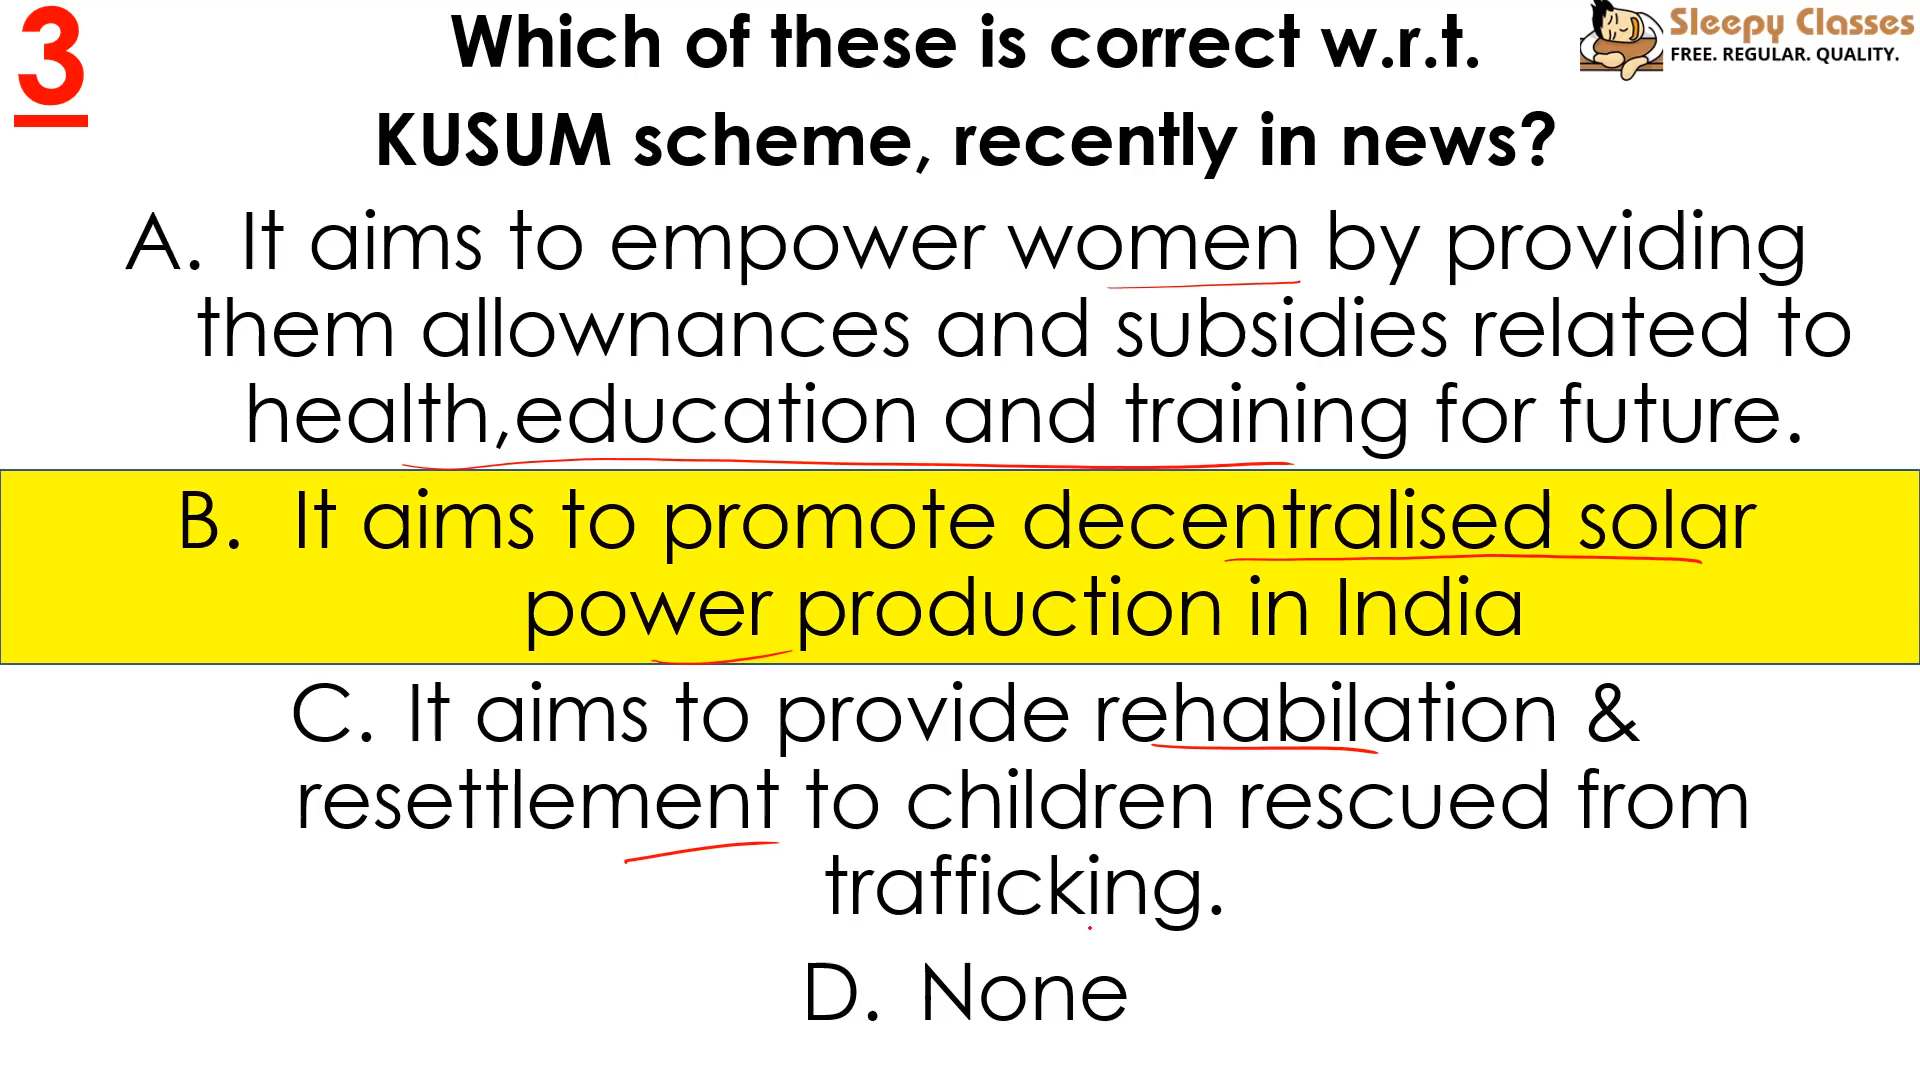 3
Which of these is correct w.r.t.
KUSUM scheme, recently in news?
Sleepy Classes
FREE. REGULAR. QUALITY.
A. It aims to empower women by providing
them allownances and subsidies related to
health,education and training for future.
B. It aims to promote decentralised solar
power production in India
C. It aims to provide rehabilation &
resettlement to children rescued from
trafficking.
D. None